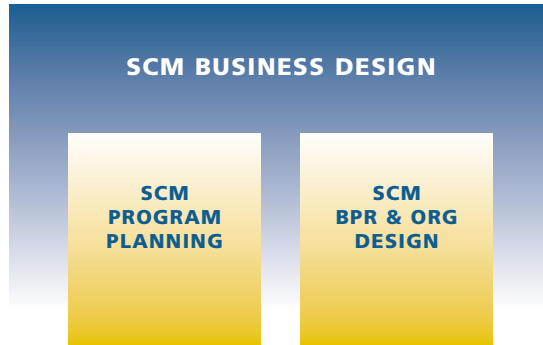 SCM BUSINESS DESIGN
SCM
PROGRAM
PLANNING
SCM
BPR & ORG
DESIGN